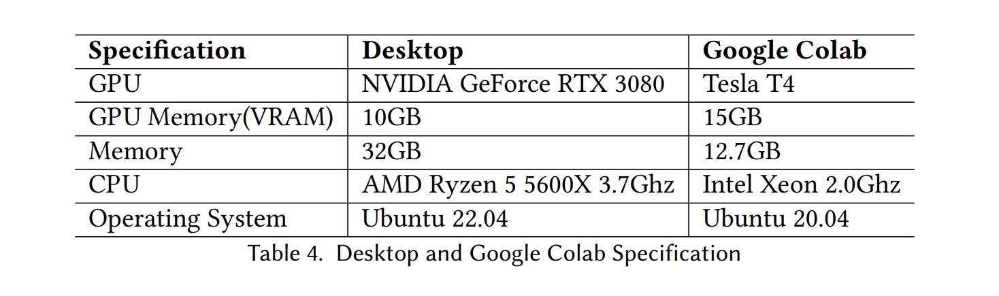 Specification Desktop Google Colab
GPU NVIDIA GeForce RTX 3080 Tesla T4
GPU Memory(VRAM) 10GB 15GB
Memory 32GB 12.7GB
CPU AMD Ryzen 5 5600X 3.7Ghz Intel Xeon 2.0Ghz
Operating System Ubuntu 22.04 Ubuntu 20.04
Table 4. Desktop and Google Colab Specification